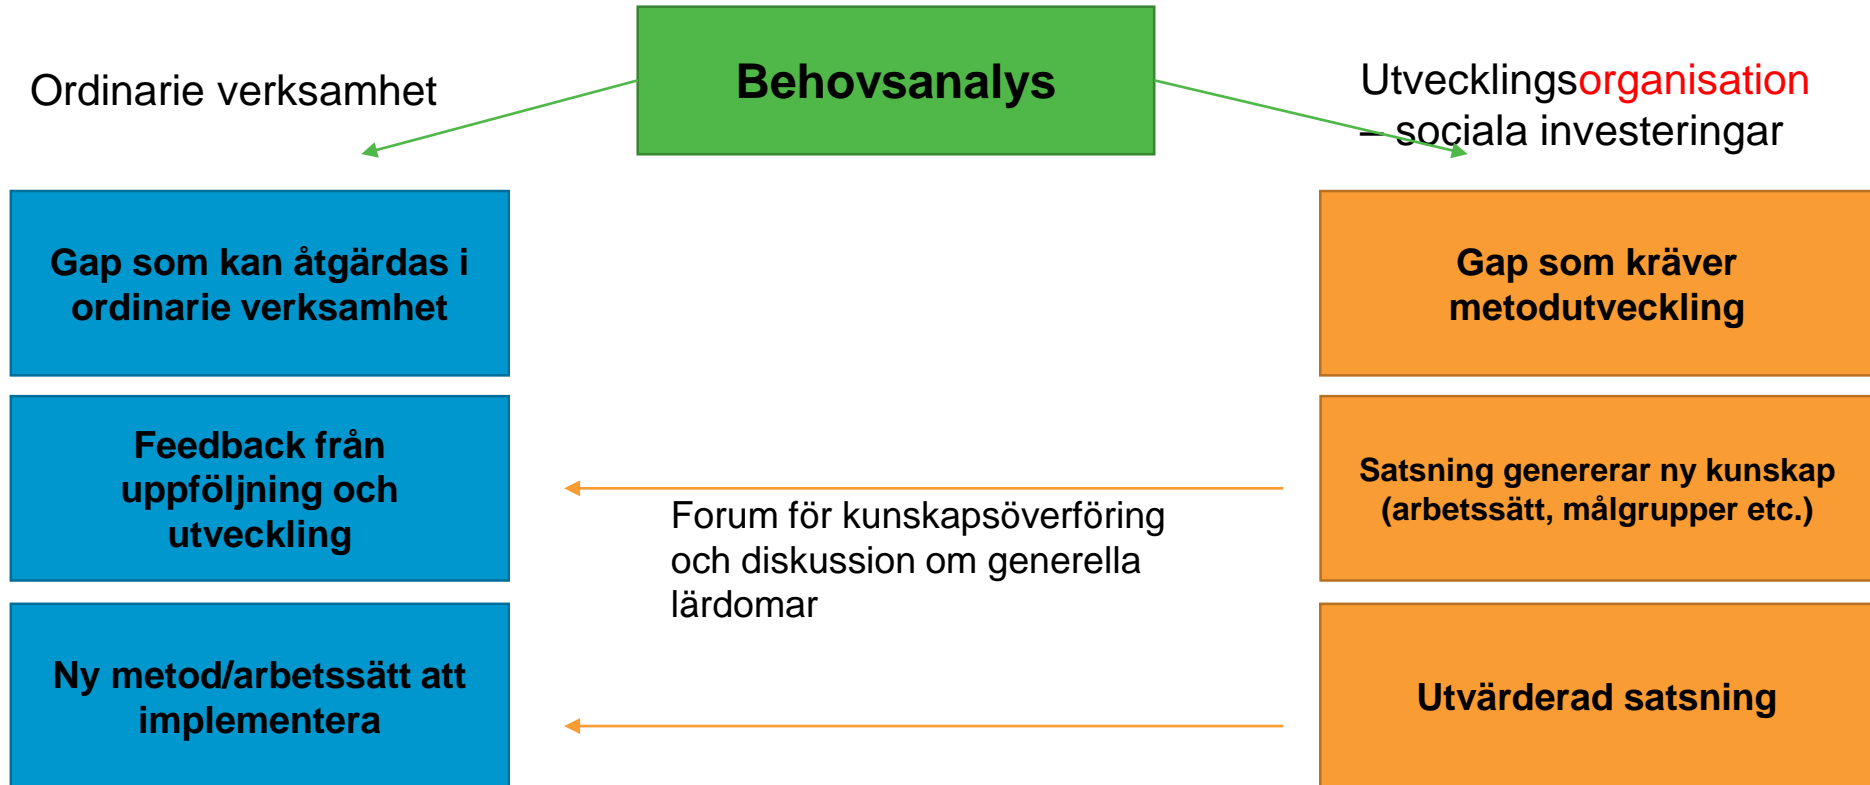 Behovsanalys
Ordinarie verksamhet
Utvecklingsorganisation
– sociala investeringar
Gap som kan åtgärdas i
ordinarie verksamhet
Gap som kräver
metodutveckling
Feedback från
uppföljning och
utveckling
Satsning genererar ny kunskap
(arbetssätt, målgrupper etc.)
Forum för kunskapsöverföring
och diskussion om generella
lärdomar
Ny metod/arbetssätt att
implementera
Utvärderad satsning